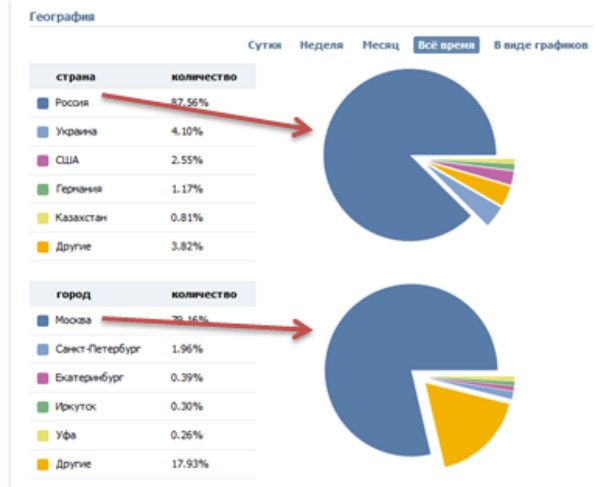 География
Сутки Неделя Месяц Всё время В виде графиков
страна количество
Россия 87.56%
Украина 4.10%
США 2.55%
Германия 1.17%
Казахстан 0.81%
Другие 3.82%
город количество
Москва 79.16%
Санкт-Петербург 1.96%
Екатеринбург 0.39%
Иркутск 0.30%
Уфа 0.26%
Другие 17.93%